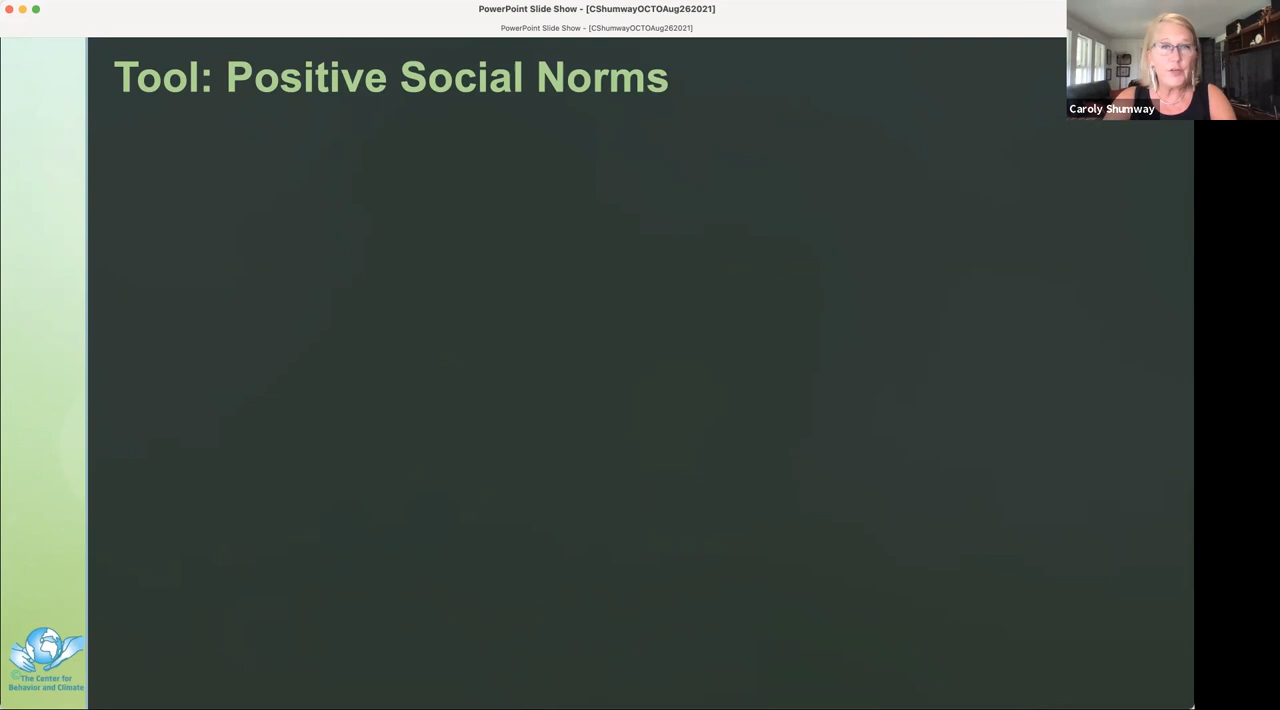 PowerPoint Slide Show - [CShumwayOCTOAug262021]
PowerPoint Slide Show - [CShumwayOCTOAug262021]
Tool: Positive Social Norms
Caroly Shumway
©The Center for
Behavior and Climate